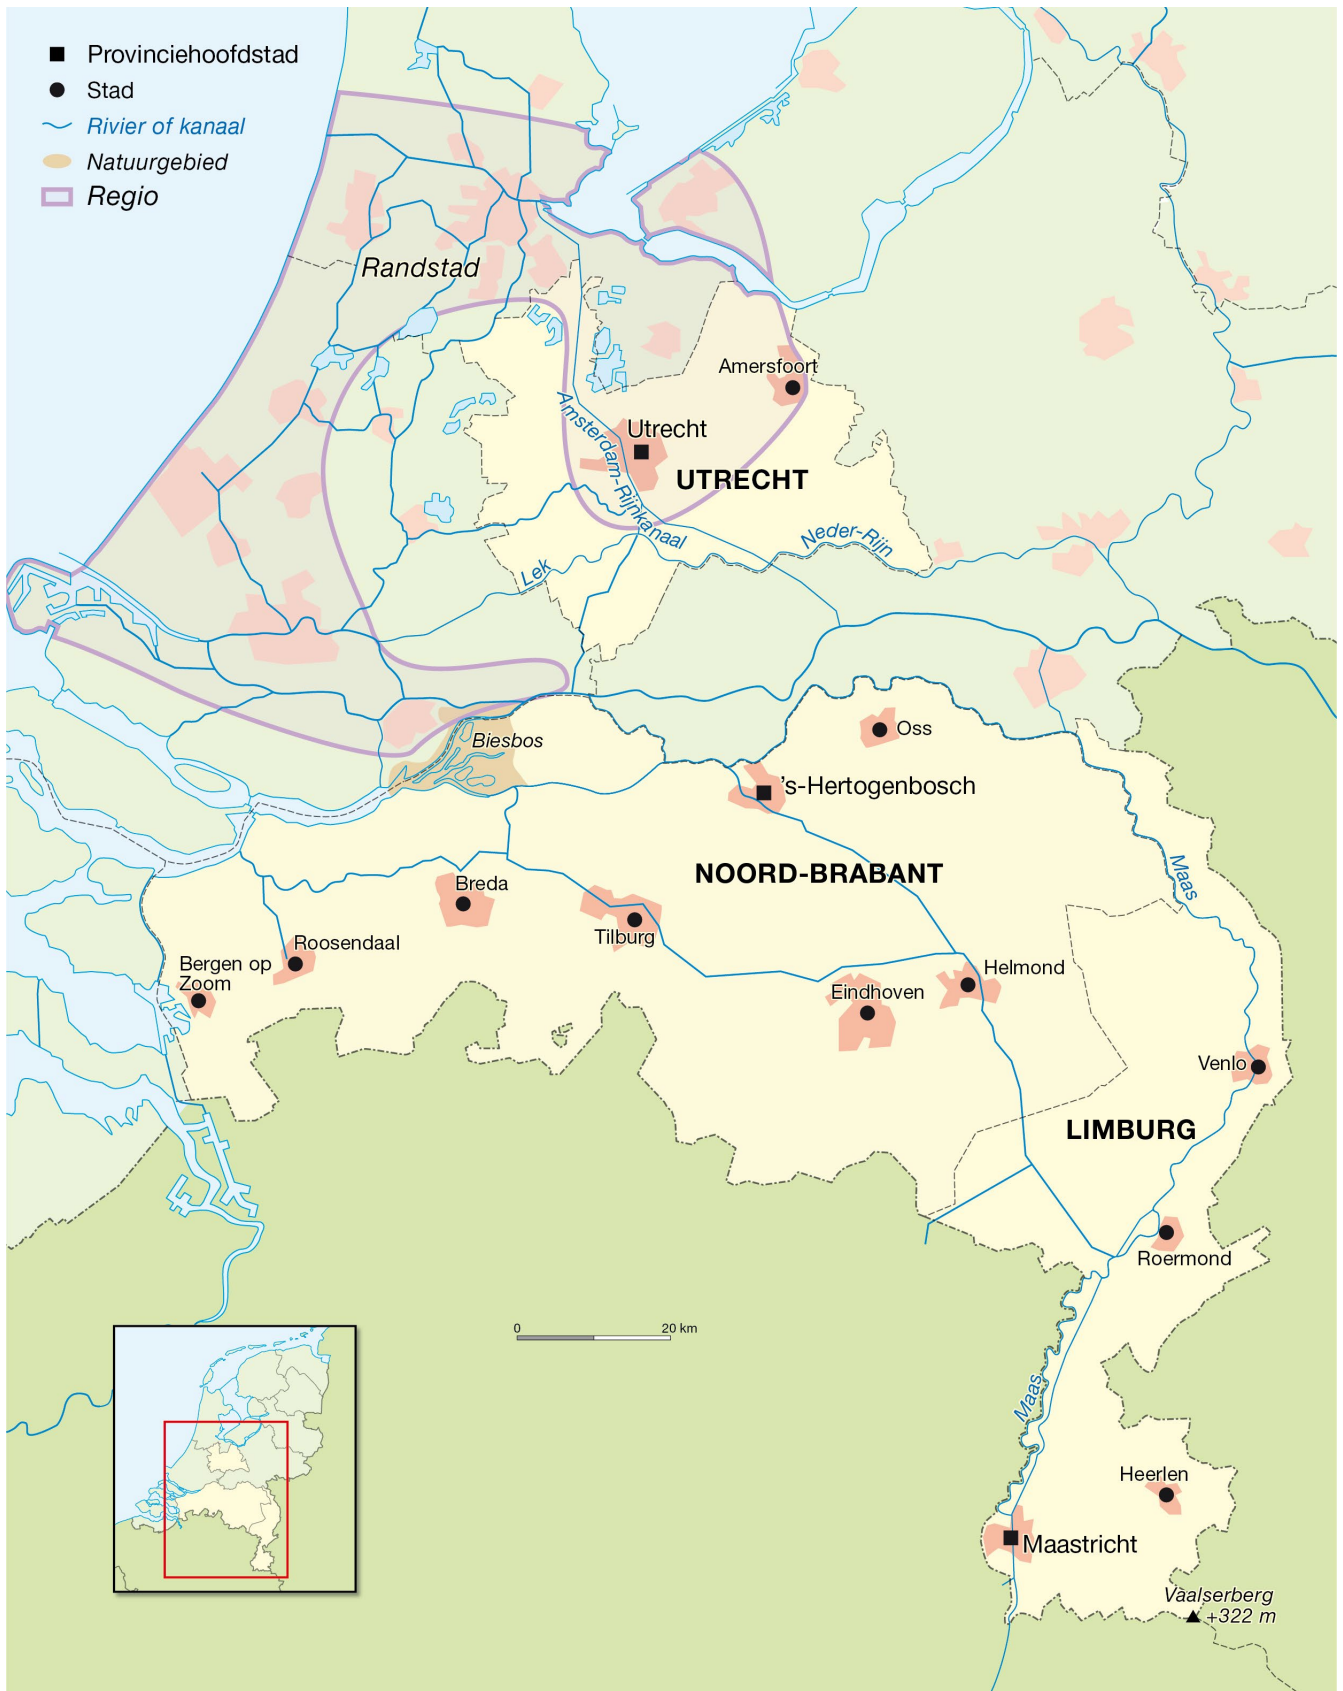 Provinciehoofdstad
Stad
Rivier of kanaal
Natuurgebied
Regio
Randstad
Amersfoort
Utrecht
UTRECHT
Amsterdam-Rijnkanaal
Neder-Rijn
Lek
Oss
Biesbos
's-Hertogenbosch
NOORD-BRABANT
Maas
Breda
Tilburg
Roosendaal
Bergen op
Zoom
Helmond
Eindhoven
Venlo
LIMBURG
Roermond
0
20 km
Maas
Heerlen
Maastricht
Vaalserberg
+322 m